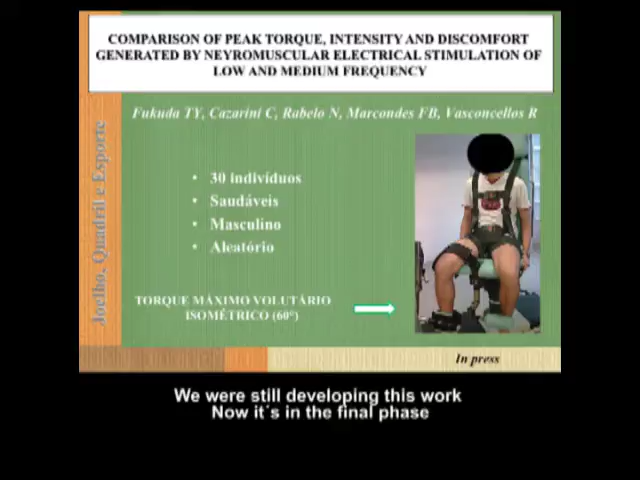 COMPARISON OF PEAK TORQUE, INTENSITY AND DISCOMFORT
GENERATED BY NEYROMUSCULAR ELECTRICAL STIMULATION OF
LOW AND MEDIUM FREQUENCY
Fukuda TY, Cazarini C, Rabelo N, Marcondes FB, Vasconcellos R
Joelho, Quadril e Esporte
• 30 indivíduos
• Saudáveis
• Masculino
• Aleatório
TORQUE MÁXIMO VOLUTÁRIO
ISOMÉTRICO (60°)
In press
We were still developing this work
Now it´s in the final phase